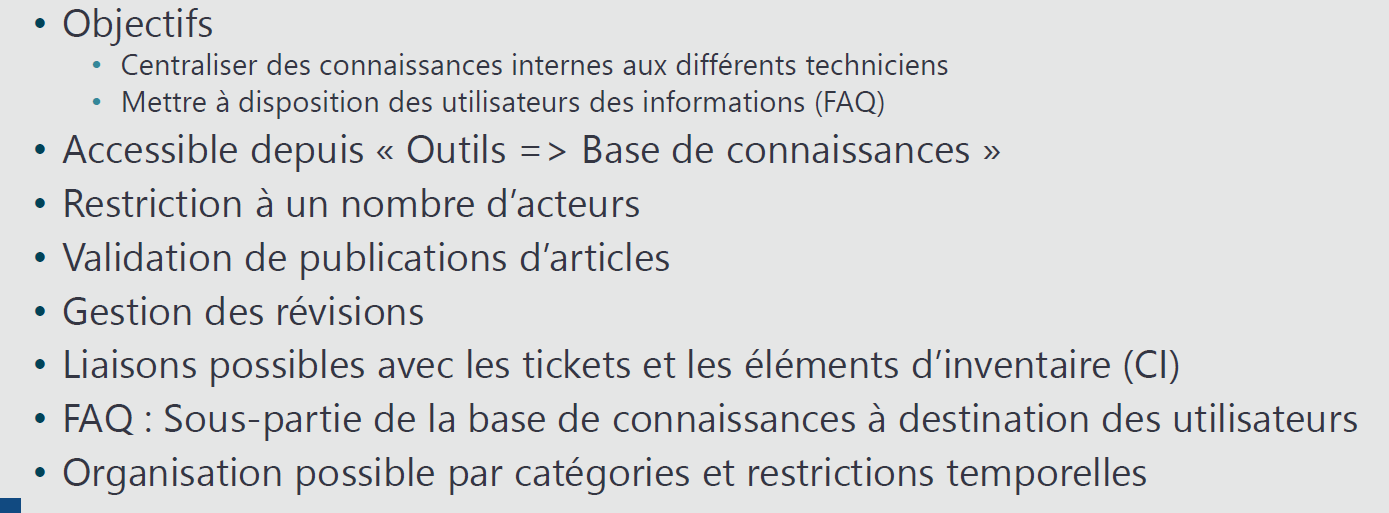 • Objectifs
• Centraliser des connaissances internes aux différents techniciens
• Mettre à disposition des utilisateurs des informations (FAQ)
• Accessible depuis « Outils => Base de connaissances »
• Restriction à un nombre d’acteurs
• Validation de publications d’articles
• Gestion des révisions
• Liaisons possibles avec les tickets et les éléments d’inventaire (CI)
• FAQ : Sous-partie de la base de connaissances à destination des utilisateurs
• Organisation possible par catégories et restrictions temporelles